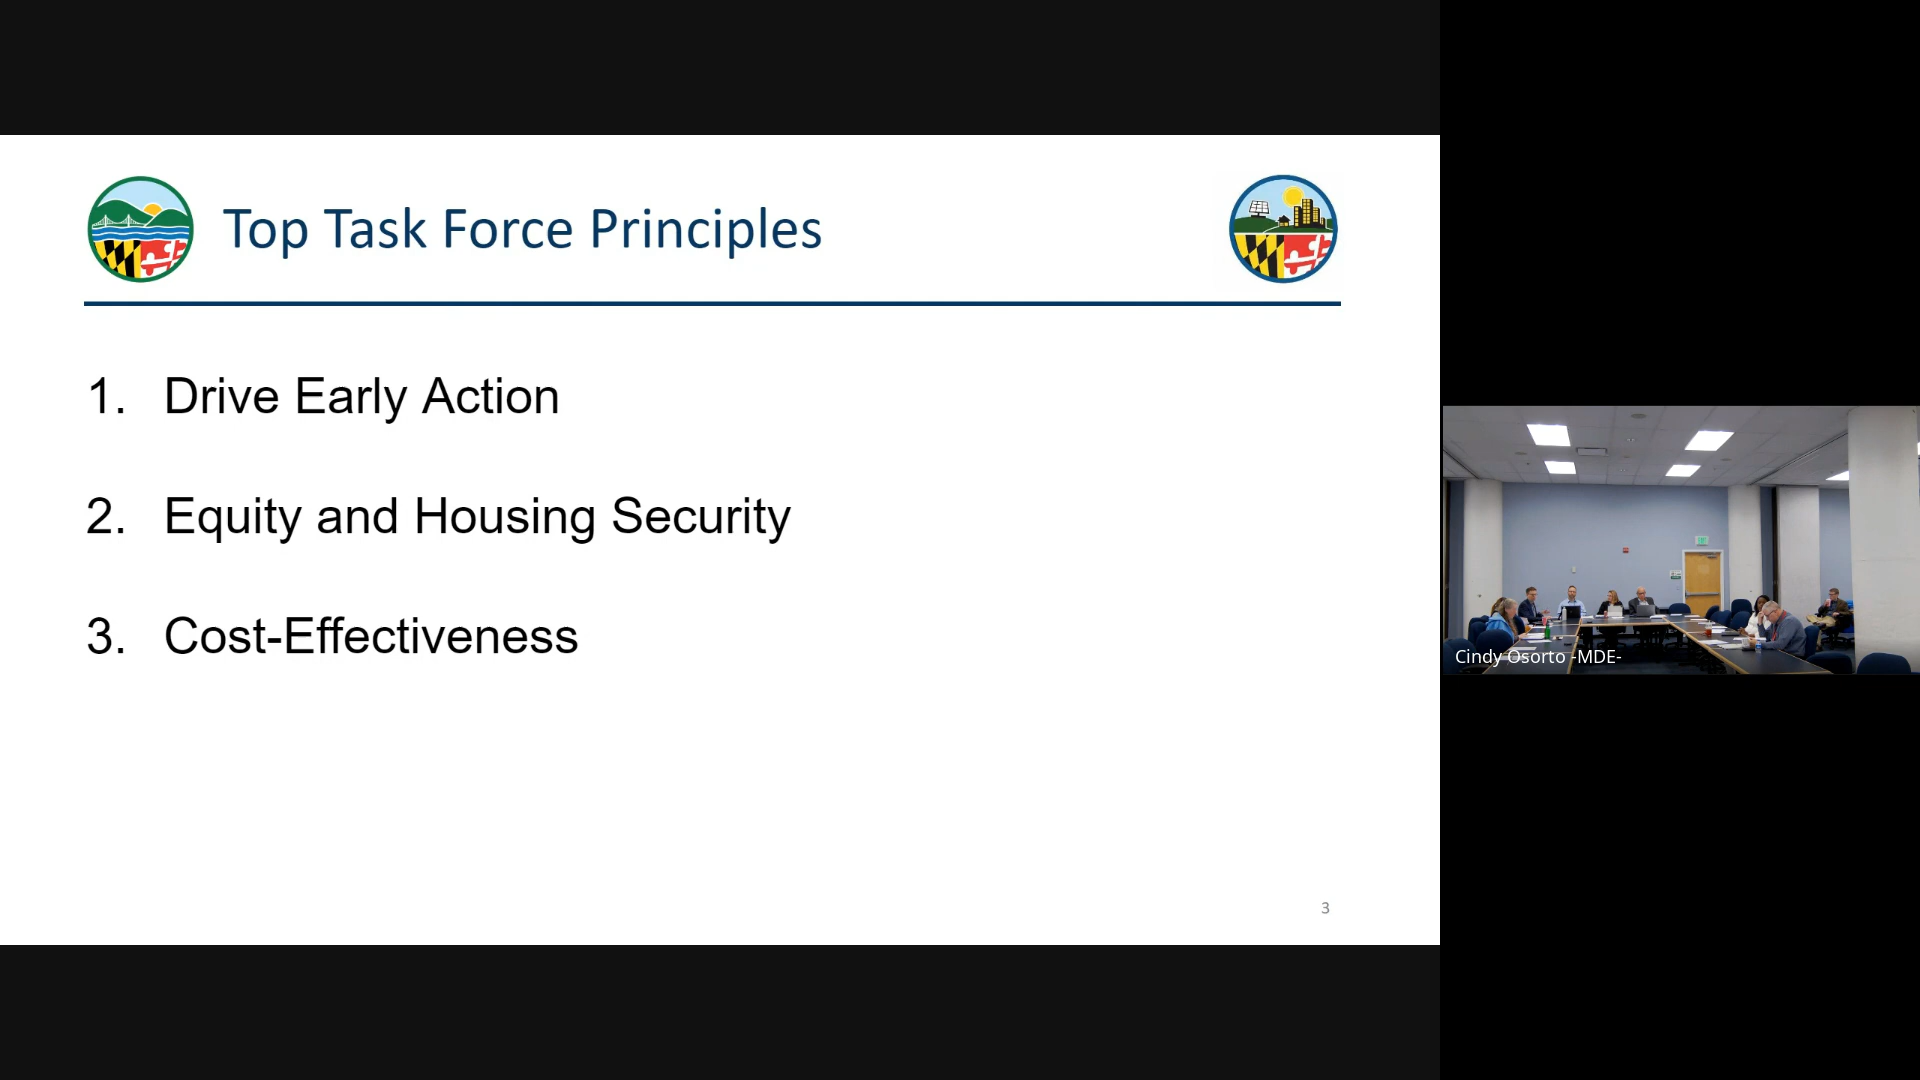 Top Task Force Principles
1. Drive Early Action
2. Equity and Housing Security
3. Cost-Effectiveness
3
Cindy Osorto -MDE-